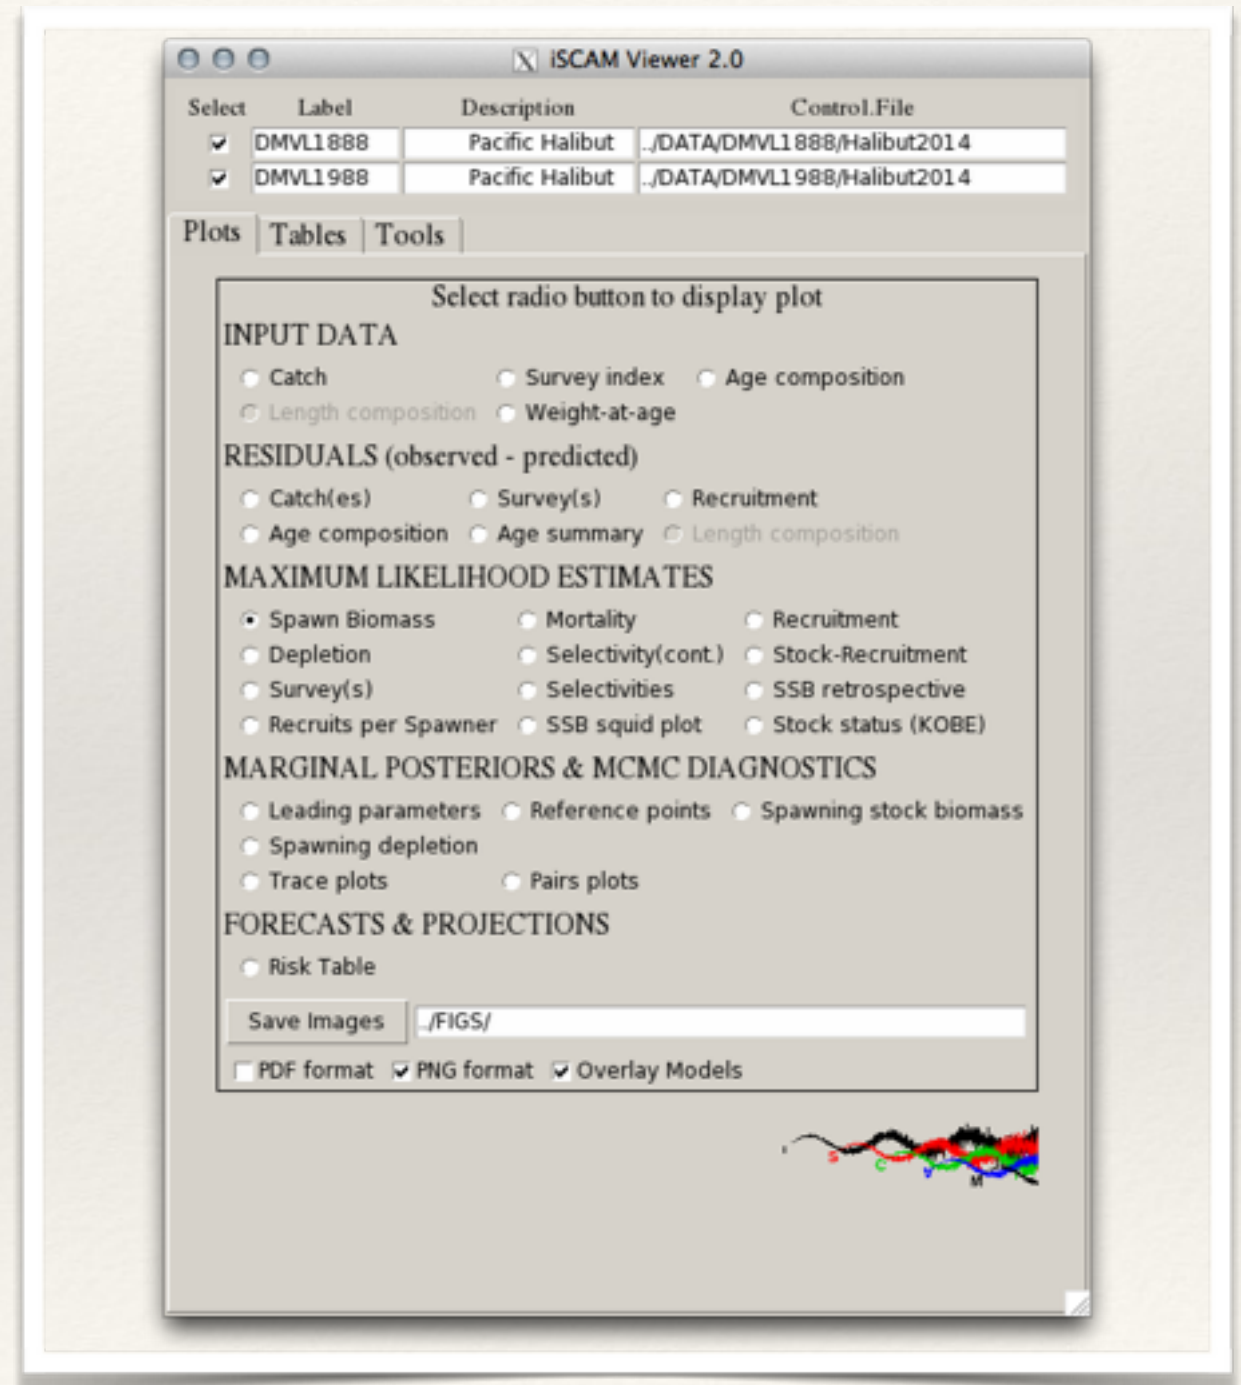 iSCAM Viewer 2.0
Select Label Description Control.File
DMVL1888 Pacific Halibut ../DATA/DMVL1888/Halibut2014
DMVL1988 Pacific Halibut ../DATA/DMVL1988/Halibut2014
Plots Tables Tools
Select radio button to display plot
INPUT DATA
Catch Survey index Age composition
Length composition Weight-at-age
RESIDUALS (observed - predicted)
Catch(es) Survey(s) Recruitment
Age composition Age summary Length composition
MAXIMUM LIKELIHOOD ESTIMATES
Spawn Biomass Mortality Recruitment
Depletion Selectivity(cont.) Stock-Recruitment
Survey(s) Selectivities SSB retrospective
Recruits per Spawner SSB squid plot Stock status (KOBE)
MARGINAL POSTERIORS & MCMC DIAGNOSTICS
Leading parameters Reference points Spawning stock biomass
Spawning depletion
Trace plots Pairs plots
FORECASTS & PROJECTIONS
Risk Table
Save Images ../FIGS/
PDF format PNG format Overlay Models
I S C A M